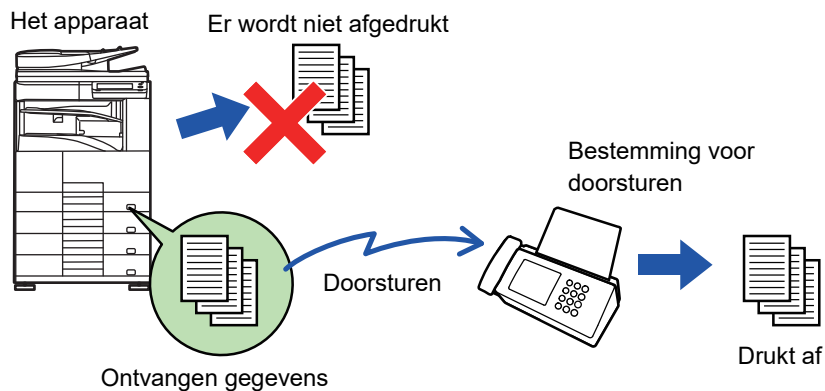 Het apparaat
Er wordt niet afgedrukt
Bestemming voor
doorsturen
Doorsturen
Drukt af
Ontvangen gegevens